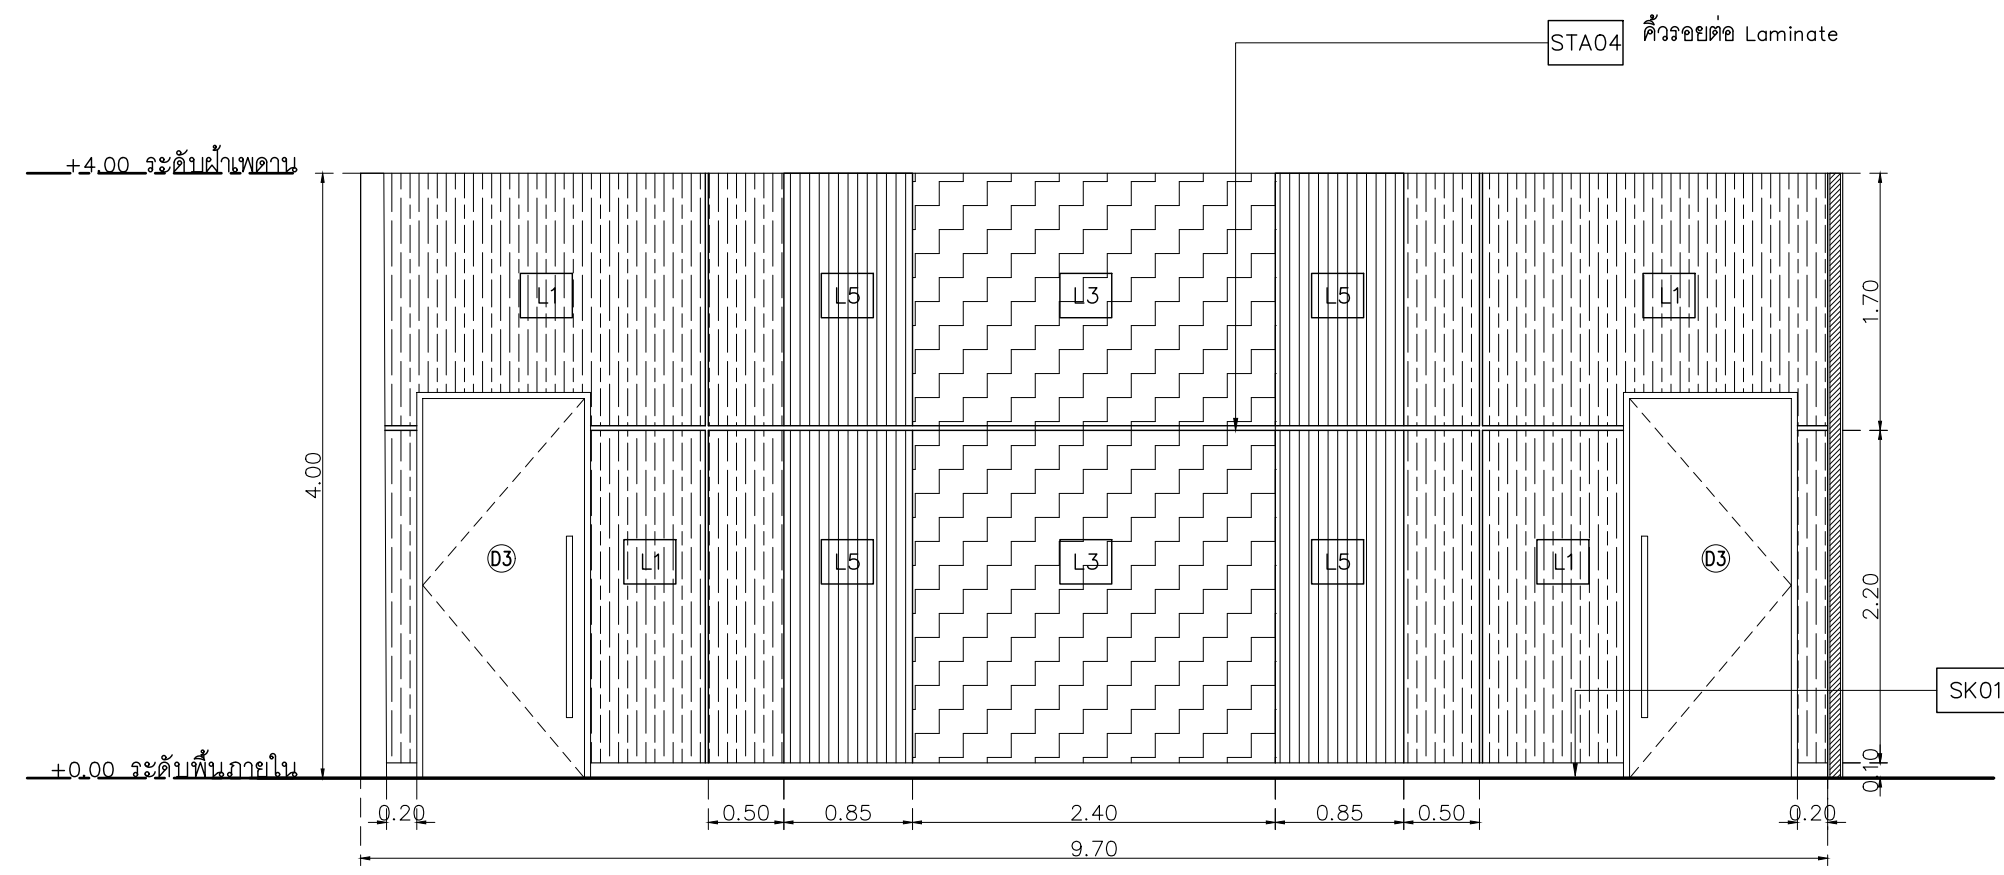 STA04 คิ้วรอยต่อ Laminate
+4.00 ระดับฝ้าเพดาน
L1 L5 L3 L5 L1
1.70
4.00
D3 L1 L5 L3 L5 L1 D3
2.20
SK01
+0.00 ระดับพื้นภายใน
0.10
0.20 0.50 0.85 2.40 0.85 0.50 0.20
9.70